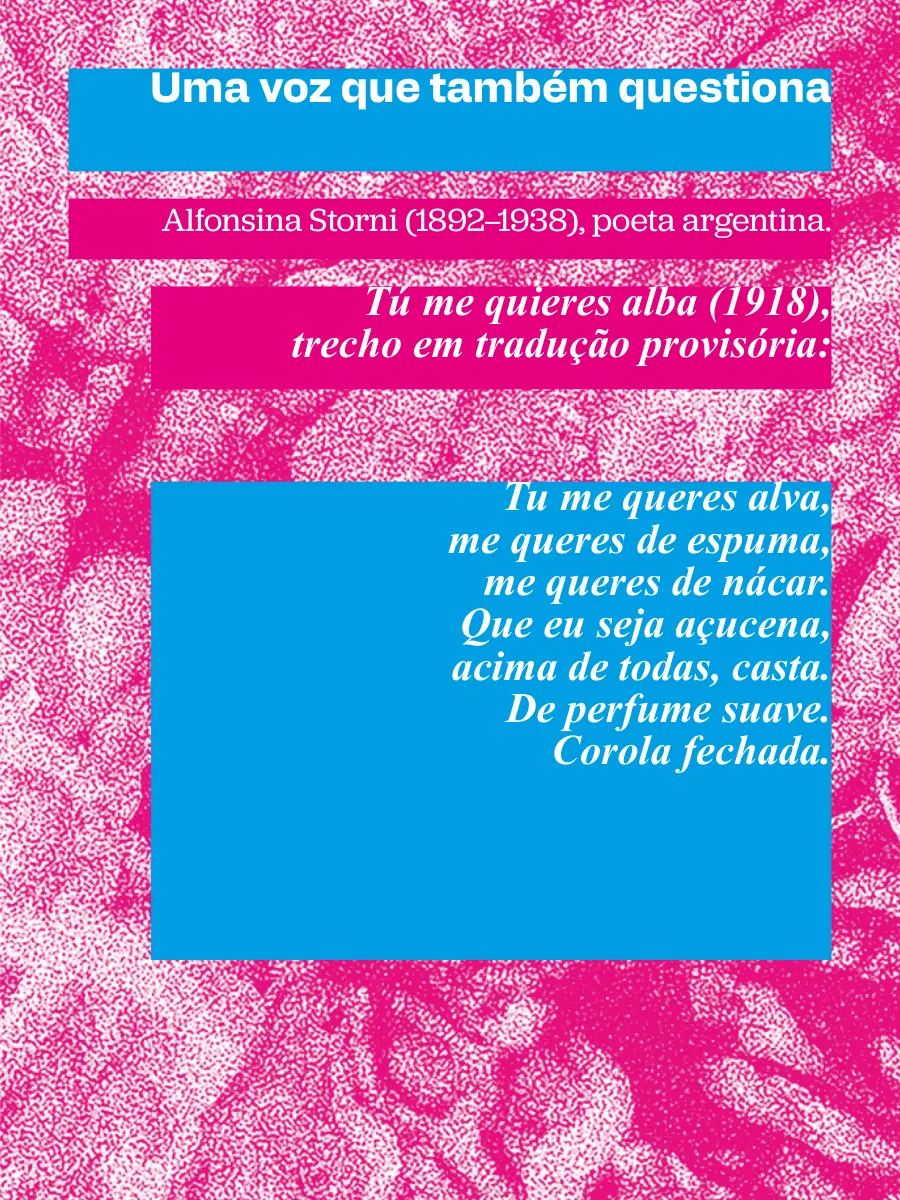 Uma voz que também questiona
Alfonsina Storni (1892–1938), poeta argentina.
Tú me quieres alba (1918),
trecho em tradução provisória:
Tu me queres alva,
me queres de espuma,
me queres de nácar.
Que eu seja açucena,
acima de todas, casta.
De perfume suave.
Corola fechada.